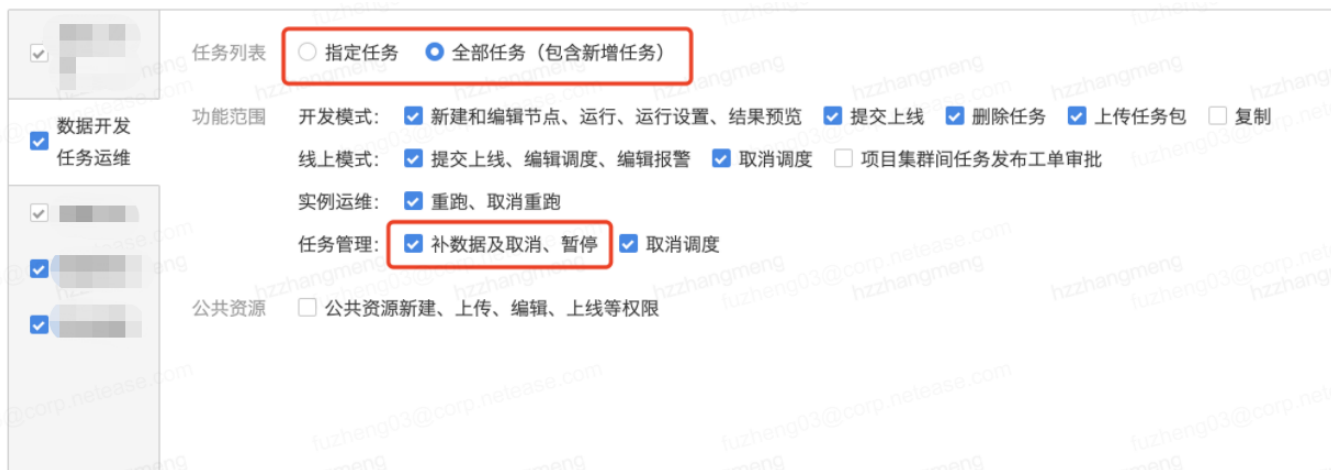 任务列表 指定任务 全部任务（包含新增任务）
功能范围 开发模式： 新建和编辑节点、运行、运行设置、结果预览 提交上线 删除任务 上传任务包 复制
数据开发
任务运维
线上模式： 提交上线、编辑调度、编辑报警 取消调度 项目集群间任务发布工单审批
实例运维： 重跑、取消重跑
任务管理： 补数据及取消、暂停 取消调度
公共资源 公共资源新建、上传、编辑、上线等权限
hzzhangmeng
fuzheng03@corp.netease.com